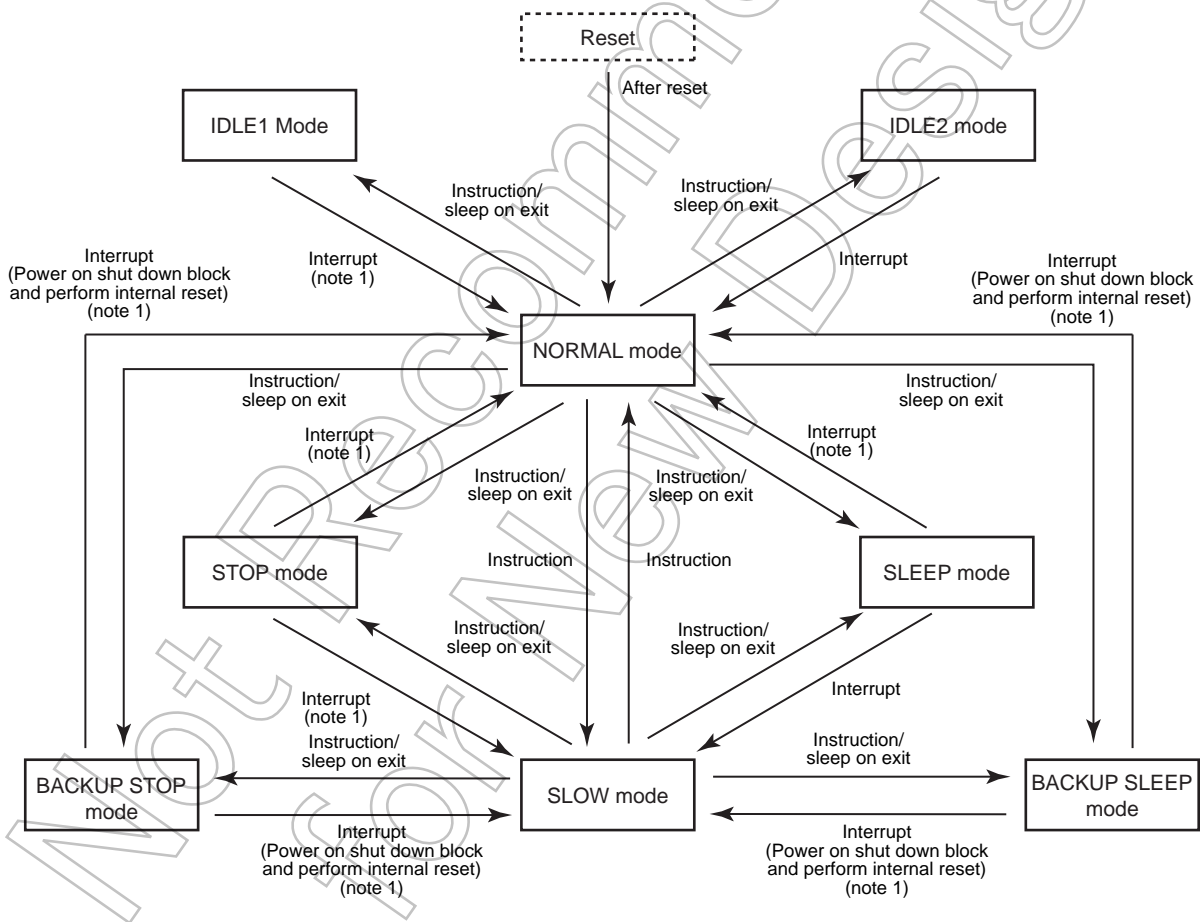 Reset
After reset
IDLE1 Mode
IDLE2 mode
Instruction/
sleep on exit
Instruction/
sleep on exit
Interrupt
(Power on shut down block
and perform internal reset)
(note 1)
Interrupt
(note 1)
Interrupt
Interrupt
(Power on shut down block
and perform internal reset)
(note 1)
NORMAL mode
Instruction/
sleep on exit
Instruction/
sleep on exit
Interrupt
(note 1)
Interrupt
(note 1)
Instruction/
sleep on exit
Instruction/
sleep on exit
STOP mode
Instruction
Instruction
SLEEP mode
Instruction/
sleep on exit
Instruction/
sleep on exit
Interrupt
(note 1)
Interrupt
Instruction/
sleep on exit
Instruction/
sleep on exit
BACKUP STOP
mode
SLOW mode
BACKUP SLEEP
mode
Interrupt
(Power on shut down block
and perform internal reset)
(note 1)
Interrupt
(Power on shut down block
and perform internal reset)
(note 1)
Not Recomme
for New Desig